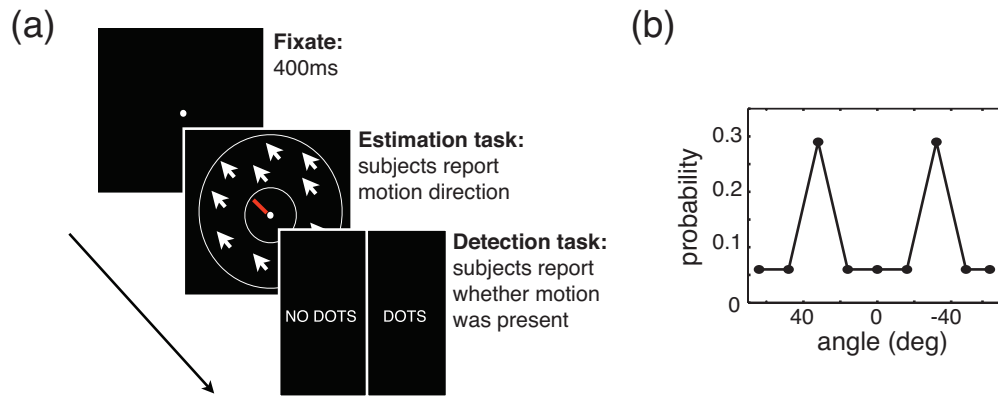 (a)
Fixate:
400ms
Estimation task:
subjects report
motion direction
Detection task:
subjects report
whether motion
was present
NO DOTS
DOTS
(b)
probability
0.3
0.2
0.1
0
40
0
-40
angle (deg)